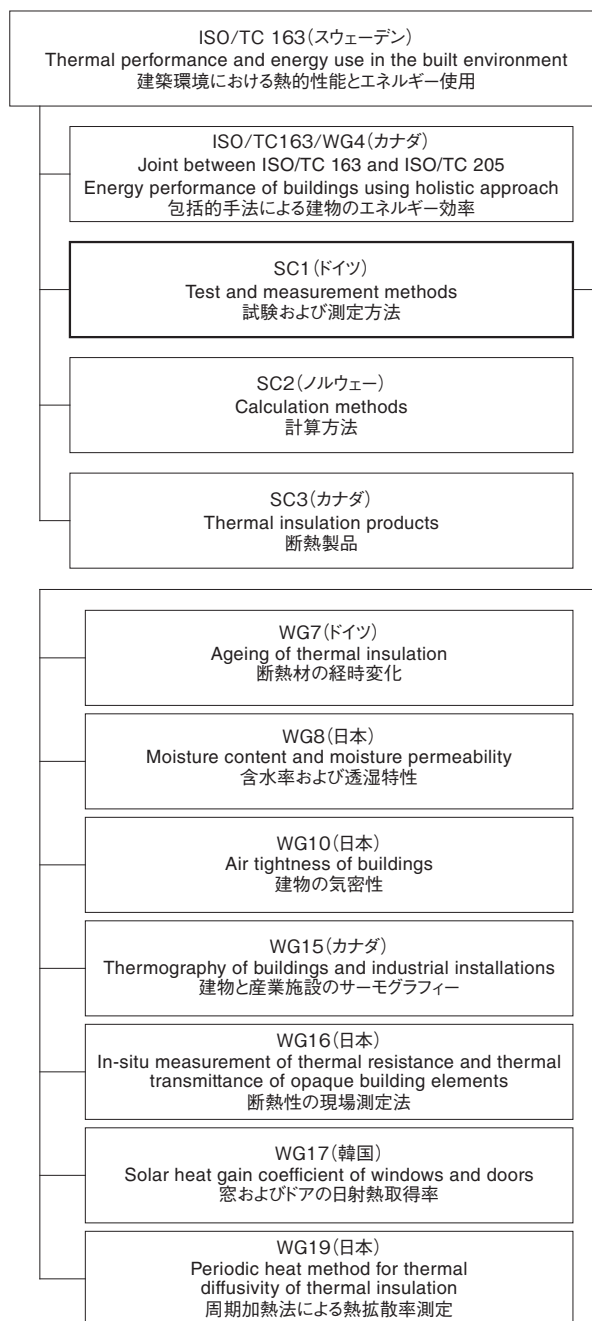 ISO/TC 163(スウェーデン)
Thermal performance and energy use in the built environment
建築環境における熱的性能とエネルギー使用
ISO/TC163/WG4(カナダ)
Joint between ISO/TC 163 and ISO/TC 205
Energy performance of buildings using holistic approach
包括的手法による建物のエネルギー効率
SC1(ドイツ)
Test and measurement methods
試験および測定方法
SC2(ノルウェー)
Calculation methods
計算方法
SC3(カナダ)
Thermal insulation products
断熱製品
WG7(ドイツ)
Ageing of thermal insulation
断熱材の経時変化
WG8(日本)
Moisture content and moisture permeability
含水率および透湿特性
WG10(日本)
Air tightness of buildings
建物の気密性
WG15(カナダ)
Thermography of buildings and industrial installations
建物と産業施設のサーモグラフィー
WG16(日本)
In-situ measurement of thermal resistance and thermal
transmittance of opaque building elements
断熱性の現場測定法
WG17(韓国)
Solar heat gain coefficient of windows and doors
窓およびドアの日射熱取得率
WG19(日本)
Periodic heat method for thermal
diffusivity of thermal insulation
周期加熱法による熱拡散率測定